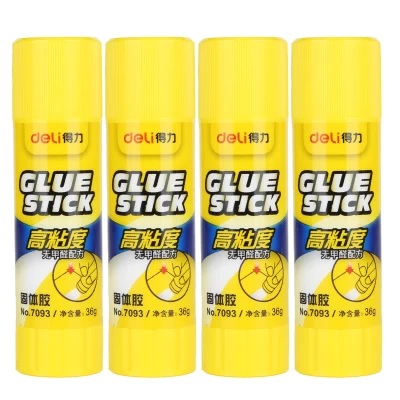 deli得力 deli得力 deli得力 deli得力
GLUE GLUE GLUE GLUE
STICK STICK STICK STICK
高粘度 高粘度 高粘度 高粘度
无甲醛配方 无甲醛配方 无甲醛配方 无甲醛配方
固体胶 固体胶 固体胶 固体胶
No.7093/净含量:36g No.7093/净含量:36g No.7093/净含量:36g No.7093/净含量:36g